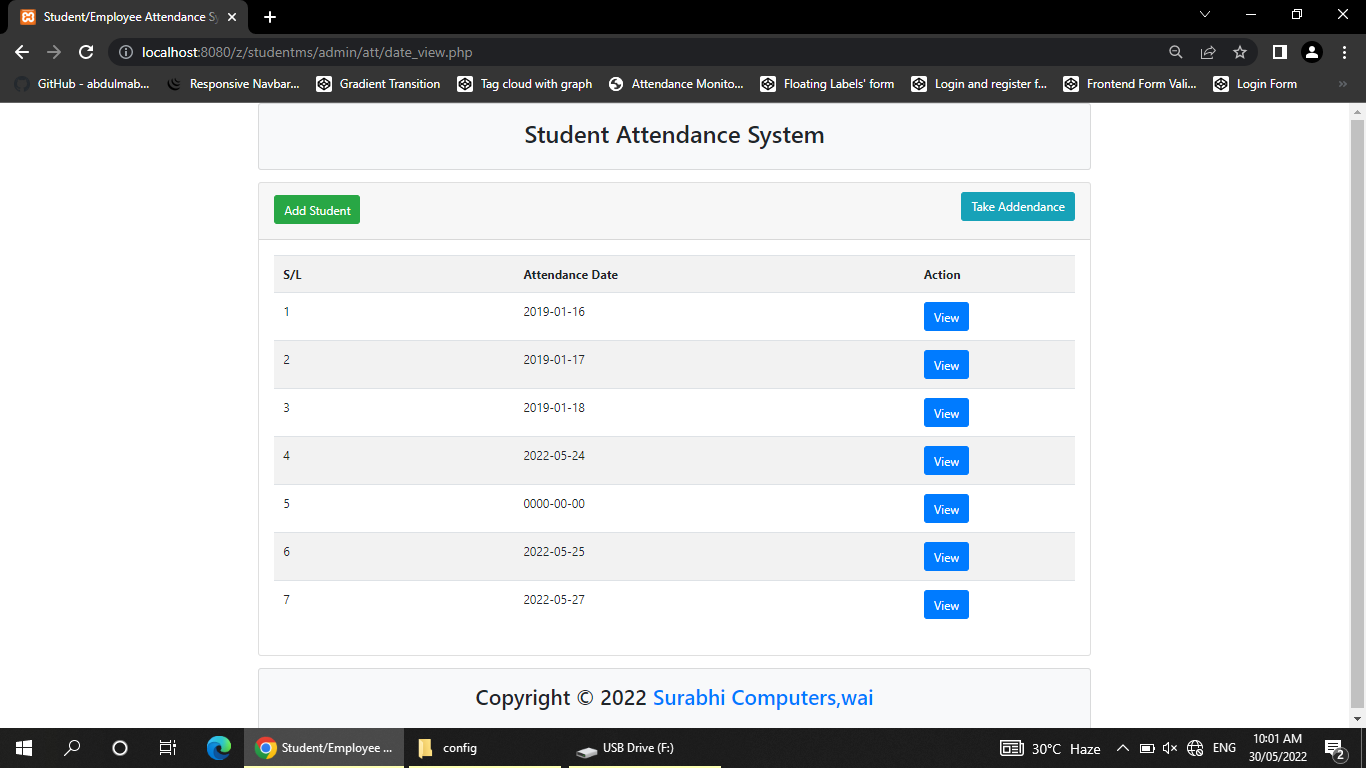 Student/Employee Attendance Sy
localhost:8080/z/studentms/admin/att/date_view.php
GitHub - abdulmab... Responsive Navbar... Gradient Transition Tag cloud with graph Attendance Monito... Floating Labels' form Login and register f... Frontend Form Vali... Login Form
Student Attendance System
Add Student Take Addendance
S/L Attendance Date Action
1 2019-01-16 View
2 2019-01-17 View
3 2019-01-18 View
4 2022-05-24 View
5 0000-00-00 View
6 2022-05-25 View
7 2022-05-27 View
Copyright © 2022 Surabhi Computers,wai
Student/Employee ... config USB Drive (F:) 30°C Haze ENG 10:01 AM
30/05/2022 2